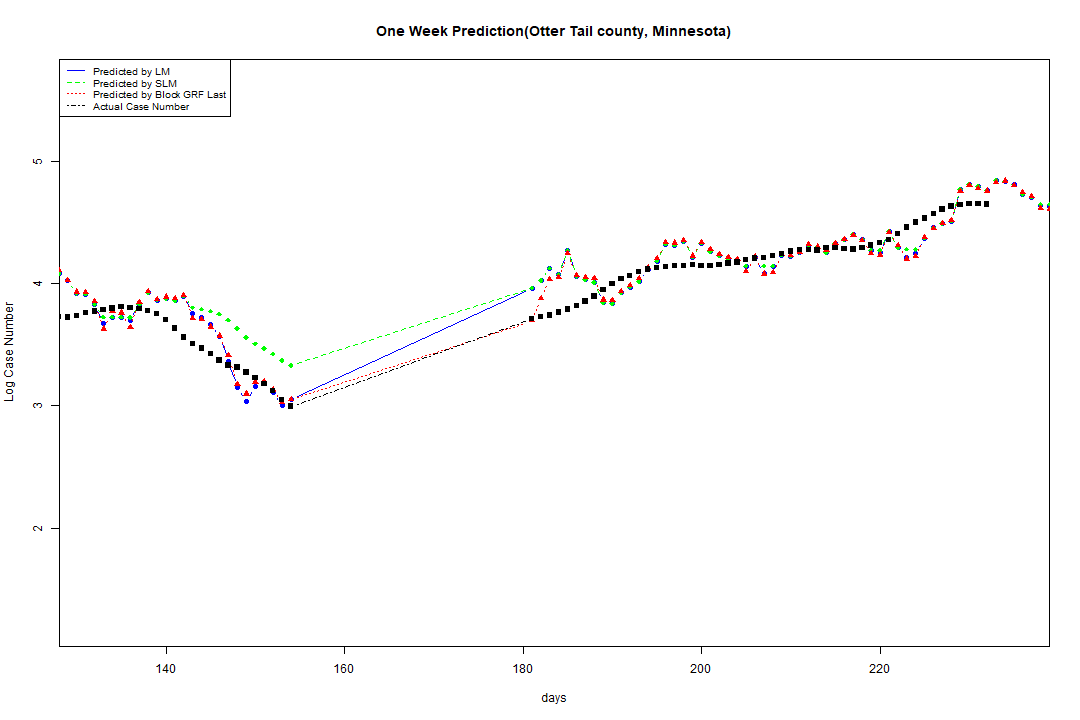 One Week Prediction(Otter Tail county, Minnesota)
Predicted by LM
Predicted by SLM
Predicted by Block GRF Last
Actual Case Number
5
4
3
2
Log Case Number
140 160 180 200 220
days